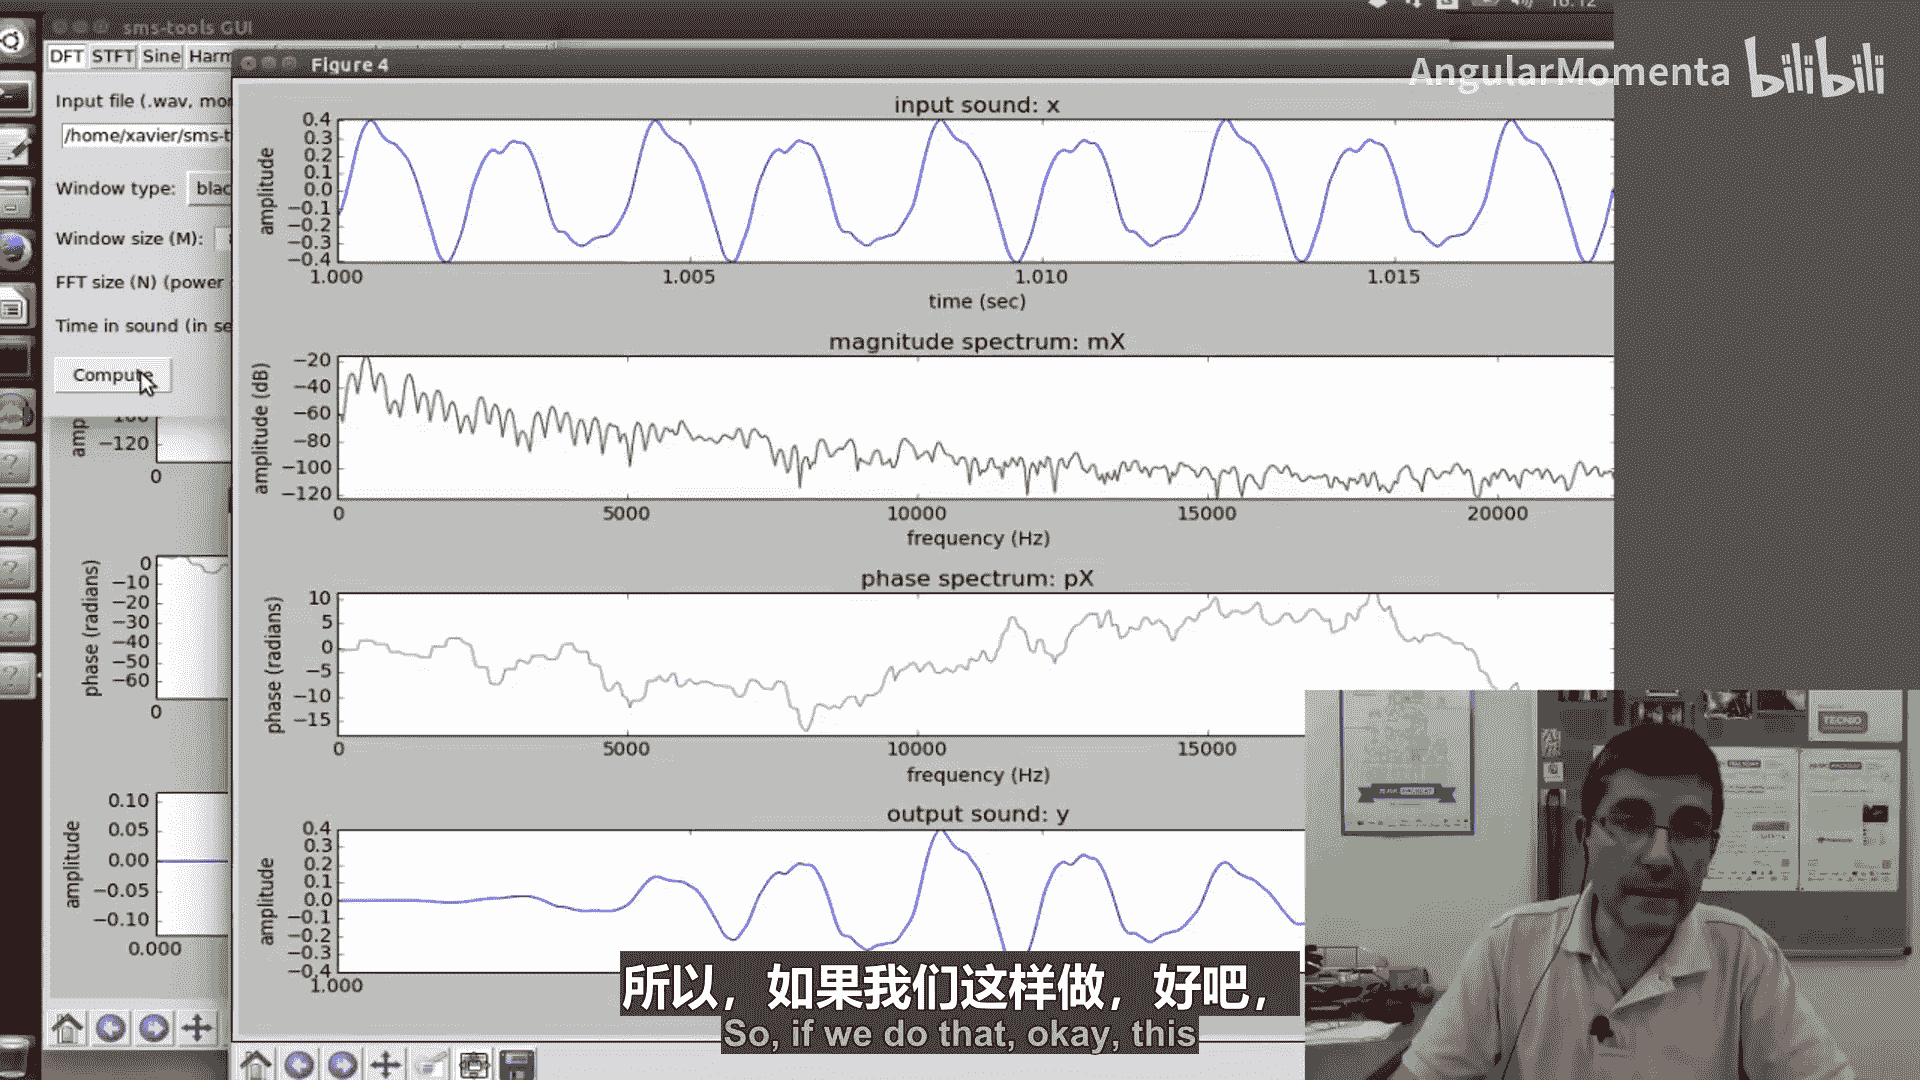 16:12
sms-tools GUI
DFT STFT Sine Harm
Figure 4
AngularMomenta bilibili
Input file (.wav, mon
/home/xavier/sms-t
Window type: blac
Window size (M):
FFT size (N) (power
Time in sound (in se
Compute
input sound: x
amplitude
0.4
0.3
0.2
0.1
0.0
−0.1
−0.2
−0.3
−0.4
1.000 1.005 1.010 1.015
time (sec)
magnitude spectrum: mX
amplitude (dB)
−20
−40
−60
−80
−100
−120
0 5000 10000 15000 20000
frequency (Hz)
phase spectrum: pX
phase (radians)
10
5
0
−5
−10
−15
0 5000 10000 15000
frequency (Hz)
output sound: y
amplitude
0.4
0.3
0.2
0.1
0.0
−0.1
−0.2
−0.3
−0.4
1.000
amp
−120
0
phase (radians)
0
−10
−20
−30
−40
−50
−60
0
amplitude
0.10
0.05
0.00
−0.05
−0.10
0.000
TECNIO
所以，如果我们这样做，好吧，
So, if we do that, okay, this